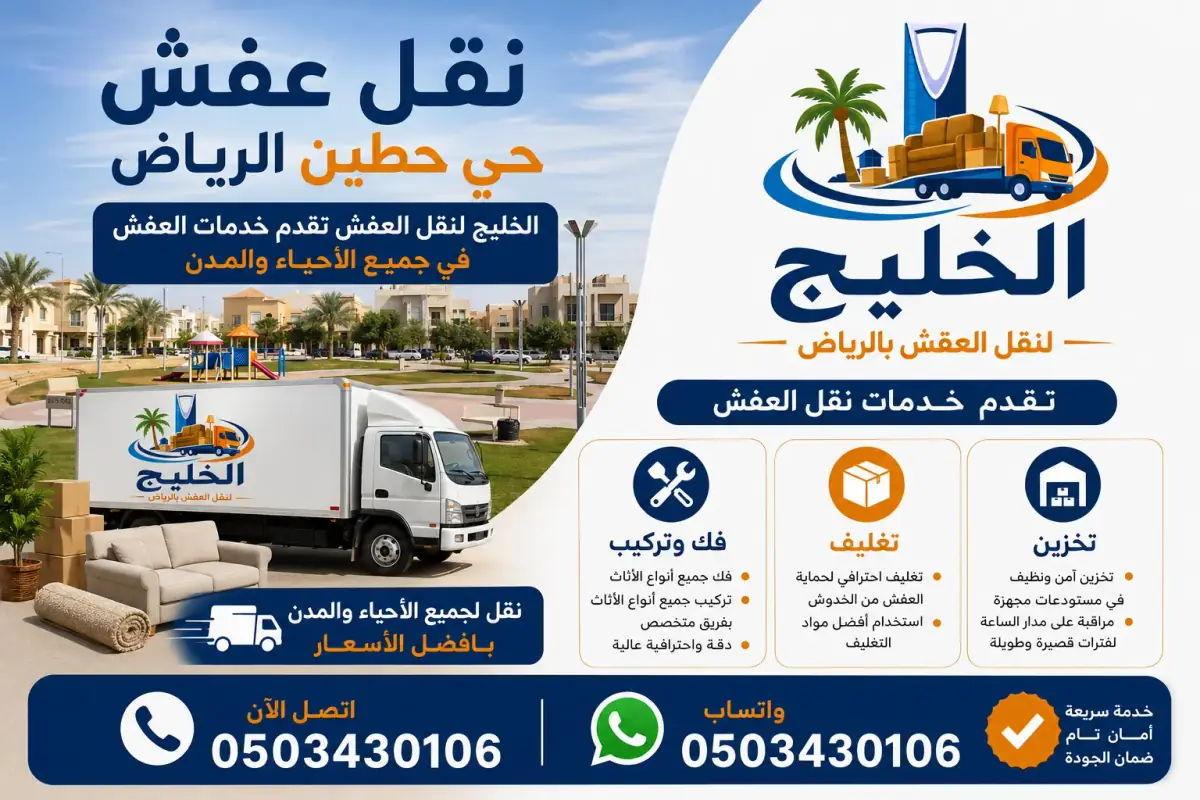 نقل عفش
حي حطين الرياض
الخليج لنقل العفش تقدم خدمات العفش
في جميع الأحياء والمدن
الخليج
لنقل العقش بالرياض
تقدم خدمات نقل العفش
تخزين
تخزين آمن ونظيف
في مستودعات مجهزة
مراقبة على مدار الساعة
لفترات قصيرة وطويلة
تغليف
تغليف احترافي لحماية
العفش من الخدوش
استخدام أفضل مواد
التغليف
فك وتركيب
فك جميع أنواع الأثاث
تركيب جميع أنواع الأثاث
بفريق متخصص
دقة واحترافية عالية
الخليج
لنقل العفش بالرياض
نقل لجميع الأحياء والمدن
بافضل الأسعار
خدمة سريعة
أمان تام
ضمان الجودة
واتساب
0503430106
اتصل الآن
0503430106